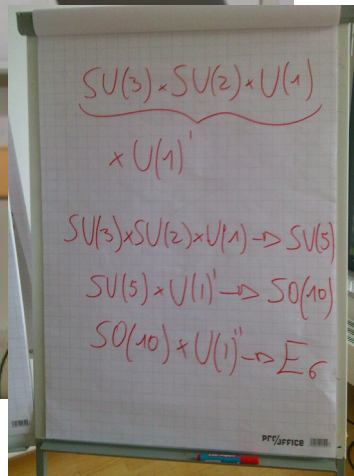 SU(3) × SU(2) × U(1)
× U(1)'
SU(3)×SU(2)×U(1) → SU(5)
SU(5) × U(1)' → SO(10)
SO(10) × U(1)'' → E₆
pro/office